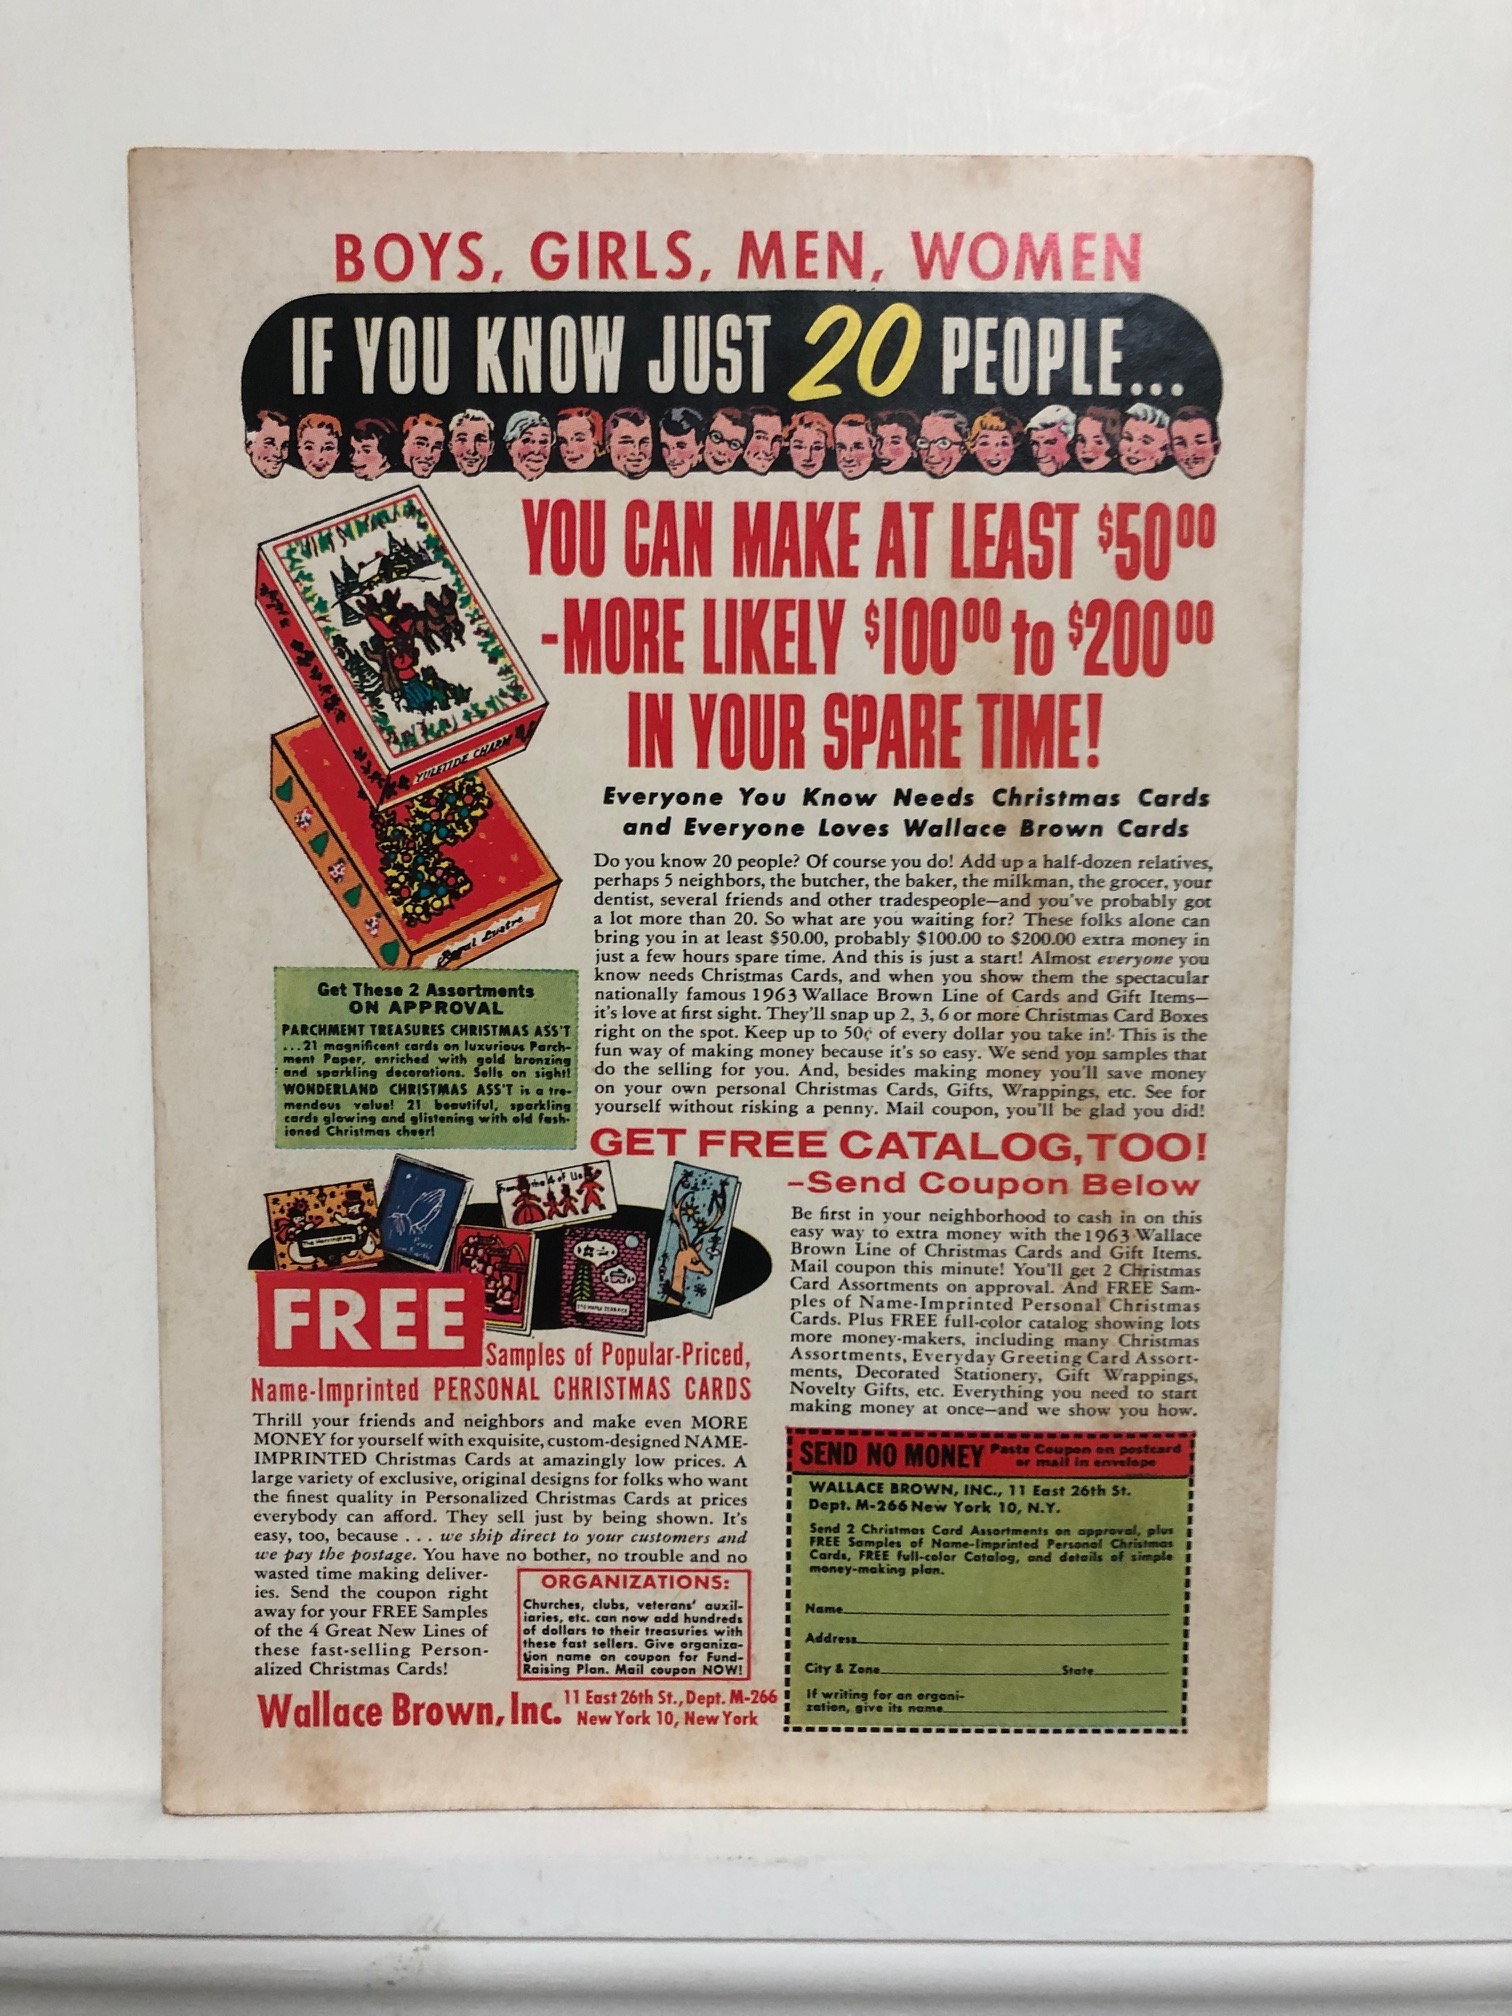 BOYS, GIRLS, MEN, WOMEN
IF YOU KNOW JUST 20 PEOPLE...
YOU CAN MAKE AT LEAST $50.00
-MORE LIKELY $100.00 to $200.00
IN YOUR SPARE TIME!
YULETIDE CHARM
Royal Lustre
Everyone You Know Needs Christmas Cards
and Everyone Loves Wallace Brown Cards
Do you know 20 people? Of course you do! Add up a half-dozen relatives,
perhaps 5 neighbors, the butcher, the baker, the milkman, the grocer, your
dentist, several friends and other tradespeople—and you've probably got
a lot more than 20. So what are you waiting for? These folks alone can
bring you in at least $50.00, probably $100.00 to $200.00 extra money in
just a few hours spare time. And this is just a start! Almost everyone you
know needs Christmas Cards, and when you show them the spectacular
nationally famous 1963 Wallace Brown Line of Cards and Gift Items—
it's love at first sight. They'll snap up 2, 3, 6 or more Christmas Card Boxes
right on the spot. Keep up to 50¢ of every dollar you take in! This is the
fun way of making money because it's so easy. We send you samples that
do the selling for you. And, besides making money you'll save money
on your own personal Christmas Cards, Gifts, Wrappings, etc. See for
yourself without risking a penny. Mail coupon, you'll be glad you did!
Get These 2 Assortments
ON APPROVAL
PARCHMENT TREASURES CHRISTMAS ASS'T
...21 magnificent cards on luxurious Parch-
ment Paper, enriched with gold bronzing
and sparkling decorations. Sells on sight!
WONDERLAND CHRISTMAS ASS'T is a tre-
mendous value! 21 beautiful, sparkling
cards glowing and glistening with old fash-
ioned Christmas cheer!
GET FREE CATALOG, TOO!
—Send Coupon Below
Be first in your neighborhood to cash in on this
easy way to extra money with the 1963 Wallace
Brown Line of Christmas Cards and Gift Items.
Mail coupon this minute! You'll get 2 Christmas
Card Assortments on approval. And FREE Sam-
ples of Name-Imprinted Personal Christmas
Cards. Plus FREE full-color catalog showing lots
more money-makers, including many Christmas
Assortments, Everyday Greeting Card Assort-
ments, Decorated Stationery, Gift Wrappings,
Novelty Gifts, etc. Everything you need to start
making money at once—and we show you how.
From the 4 of Us
FREE
Samples of Popular-Priced,
Name-Imprinted PERSONAL CHRISTMAS CARDS
Thrill your friends and neighbors and make even MORE
MONEY for yourself with exquisite, custom-designed NAME-
IMPRINTED Christmas Cards at amazingly low prices. A
large variety of exclusive, original designs for folks who want
the finest quality in Personalized Christmas Cards at prices
everybody can afford. They sell just by being shown. It's
easy, too, because . . . we ship direct to your customers and
we pay the postage. You have no bother, no trouble and no
wasted time making deliver-
ies. Send the coupon right
away for your FREE Samples
of the 4 Great New Lines of
these fast-selling Person-
alized Christmas Cards!
ORGANIZATIONS:
Churches, clubs, veterans' auxil-
iaries, etc. can now add hundreds
of dollars to their treasuries with
these fast sellers. Give organiza-
tion name on coupon for Fund-
Raising Plan. Mail coupon NOW!
Wallace Brown, Inc. 11 East 26th St., Dept. M-266
New York 10, New York
SEND NO MONEY Paste Coupon on postcard
or mail in envelope
WALLACE BROWN, INC., 11 East 26th St.
Dept. M-266 New York 10, N.Y.
Send 2 Christmas Card Assortments on approval, plus
FREE Samples of Name-Imprinted Personal Christmas
Cards, FREE full-color Catalog, and details of simple
money-making plan.
Name
Address
City & Zone State
If writing for an organi-
zation, give its name